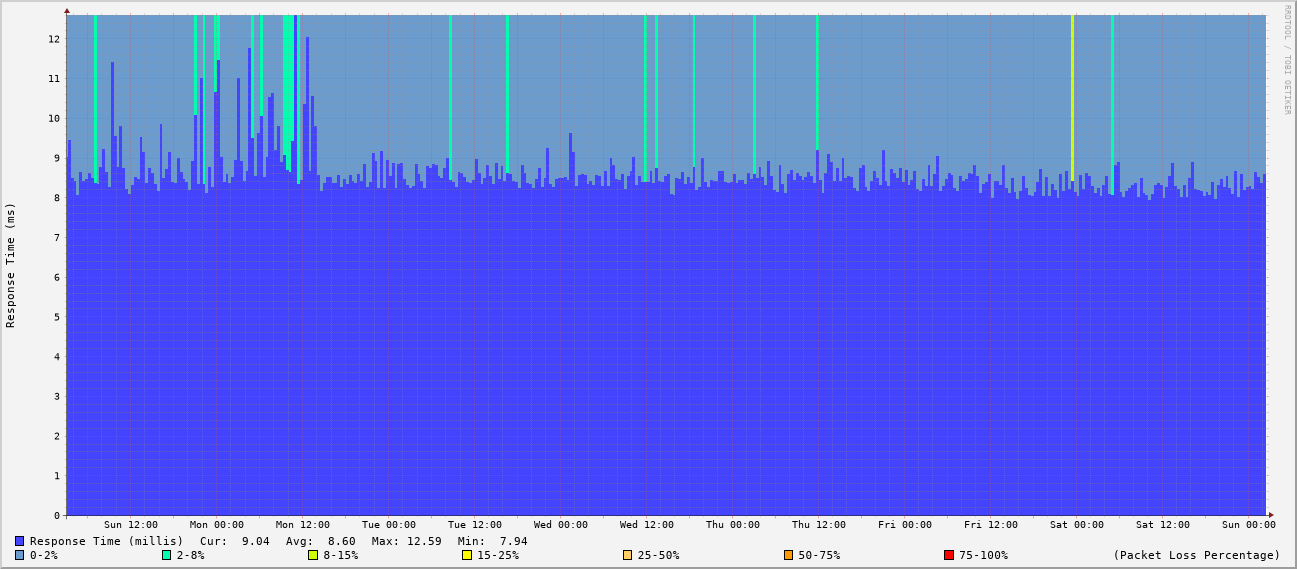 RRDTOOL / TOBI OETIKER
Response Time (ms)
12
11
10
9
8
7
6
5
4
3
2
1
0
Sun 12:00 Mon 00:00 Mon 12:00 Tue 00:00 Tue 12:00 Wed 00:00 Wed 12:00 Thu 00:00 Thu 12:00 Fri 00:00 Fri 12:00 Sat 00:00 Sat 12:00 Sun 00:00
Response Time (millis) Cur: 9.04 Avg: 8.60 Max: 12.59 Min: 7.94
0-2% 2-8% 8-15% 15-25% 25-50% 50-75% 75-100% (Packet Loss Percentage)